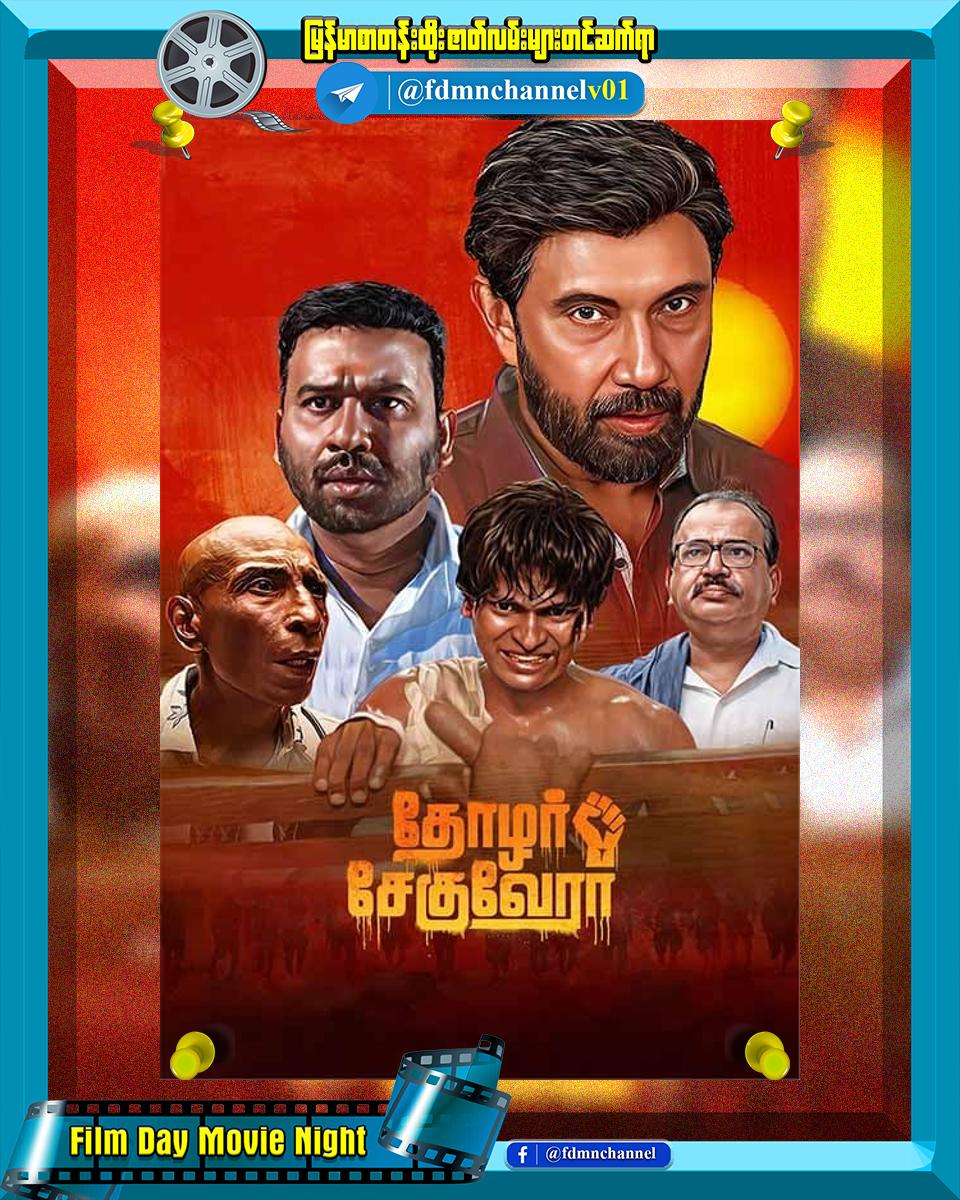 မြန်မာစာတန်းထိုးဇာတ်လမ်းများတင်ဆက်ရာ
@fdmnchannelv01
தோழர்
சேகுவேரா
Film Day Movie Night
f @fdmnchannel